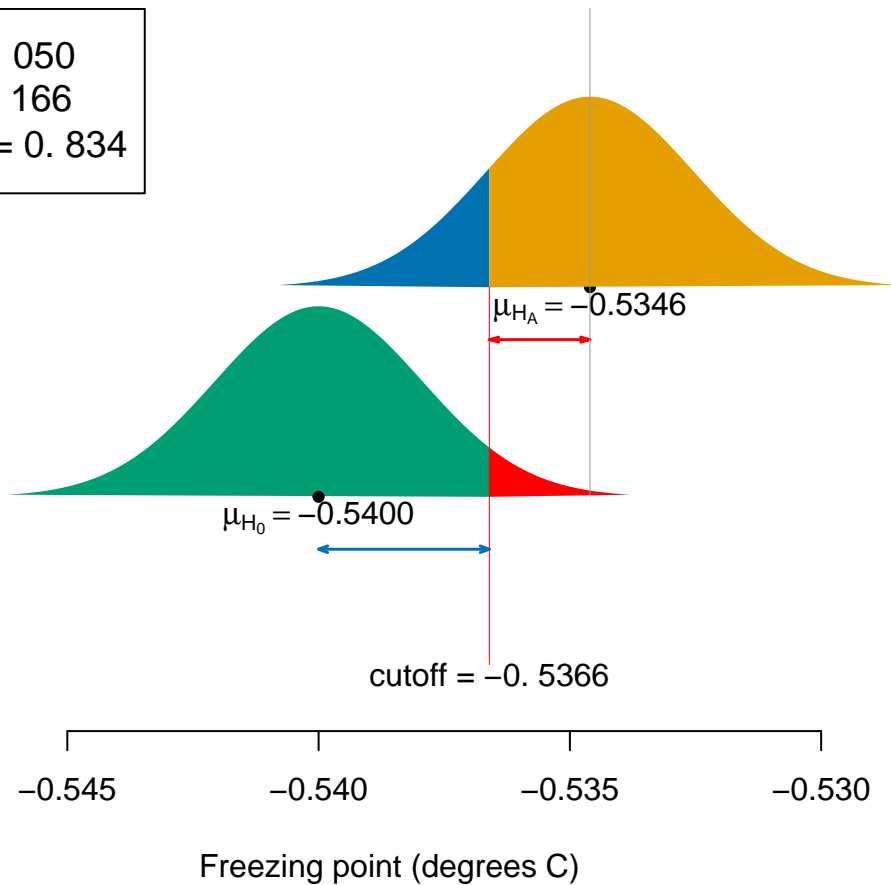 050
166
= 0. 834
μHA = −0.5346
μH0 = −0.5400
cutoff = −0. 5366
−0.545 −0.540 −0.535 −0.530
Freezing point (degrees C)